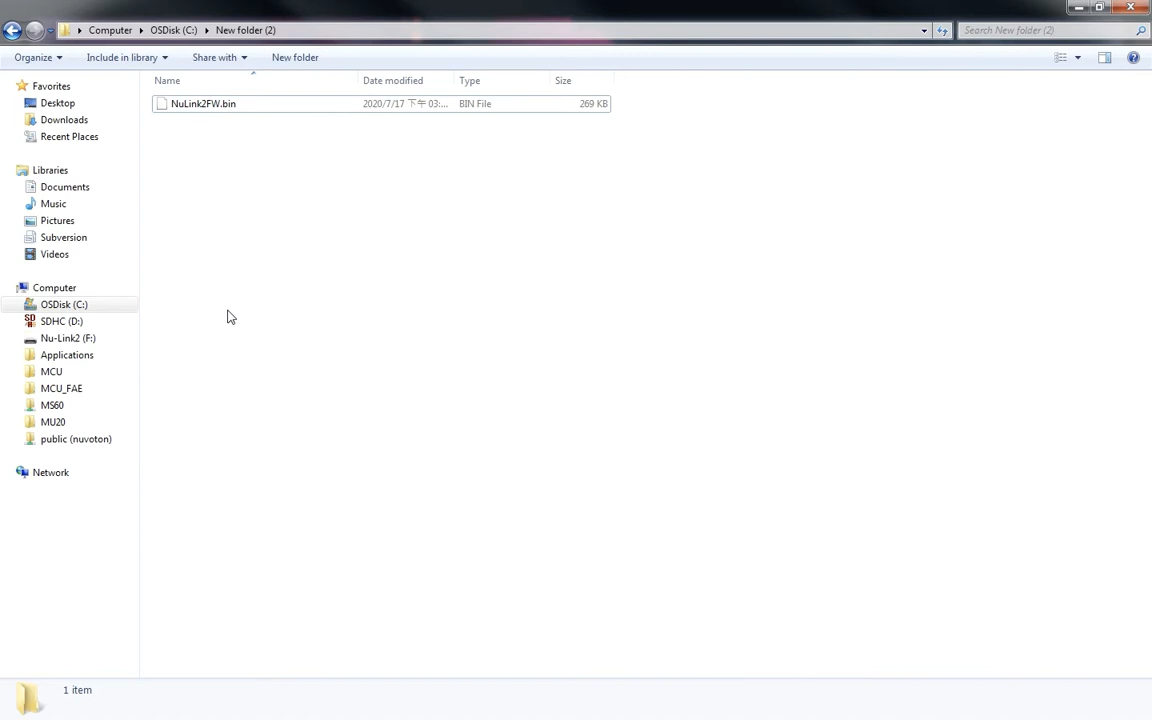 Computer OSDisk (C:) New folder (2) Search New folder (2)
Organize Include in library Share with New folder
Name Date modified Type Size
NuLink2FW.bin 2020/7/17 下午 03:... BIN File 269 KB
Favorites
Desktop
Downloads
Recent Places
Libraries
Documents
Music
Pictures
Subversion
Videos
Computer
OSDisk (C:)
SDHC (D:)
Nu-Link2 (F:)
Applications
MCU
MCU_FAE
MS60
MU20
public (nuvoton)
Network
1 item